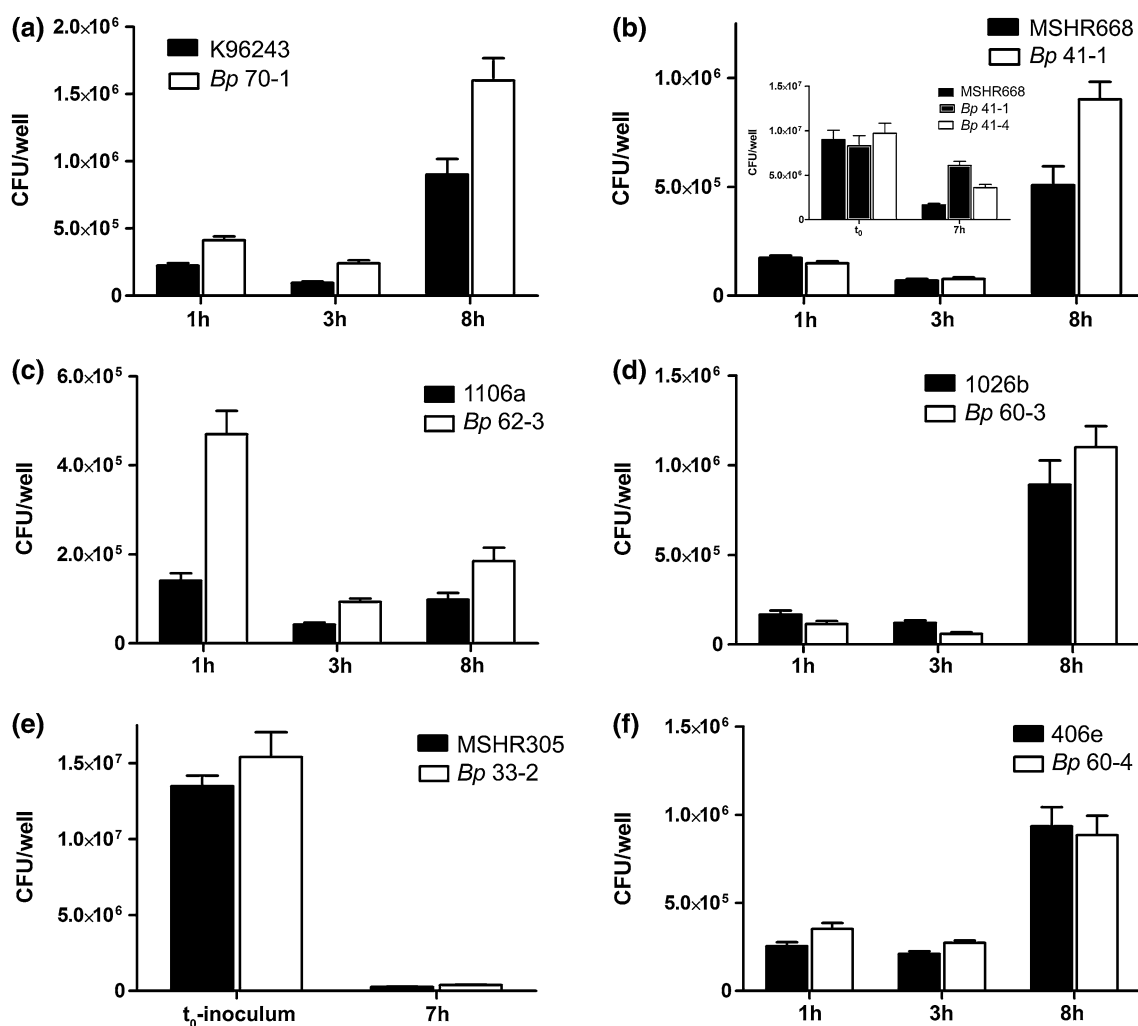 (a)
K96243
Bp 70-1
CFU/well
2.0×10⁶
1.5×10⁶
1.0×10⁶
5.0×10⁵
0
1h 3h 8h
(b)
MSHR668
Bp 41-1
CFU/well
1.0×10⁶
5.0×10⁵
0
1h 3h 8h
MSHR668
Bp 41-1
Bp 41-4
CFU/well
1.5×10⁷
1.0×10⁷
5.0×10⁶
0
t₀ 7h
(c)
1106a
Bp 62-3
CFU/well
6.0×10⁵
4.0×10⁵
2.0×10⁵
0
1h 3h 8h
(d)
1026b
Bp 60-3
CFU/well
1.5×10⁶
1.0×10⁶
5.0×10⁵
0
1h 3h 8h
(e)
MSHR305
Bp 33-2
CFU/well
1.5×10⁷
1.0×10⁷
5.0×10⁶
0
t₀-inoculum 7h
(f)
406e
Bp 60-4
CFU/well
1.5×10⁶
1.0×10⁶
5.0×10⁵
0
1h 3h 8h